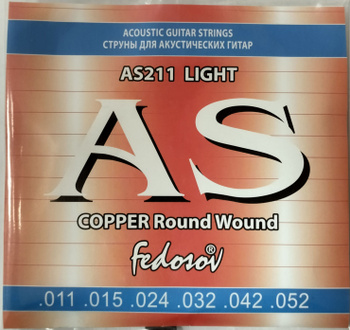 ACOUSTIC GUITAR STRINGS
СТРУНЫ ДЛЯ АКУСТИЧЕСКИХ ГИТАР
AS211 LIGHT
AS
COPPER Round Wound
fedosov®
.011 .015 .024 .032 .042 .052